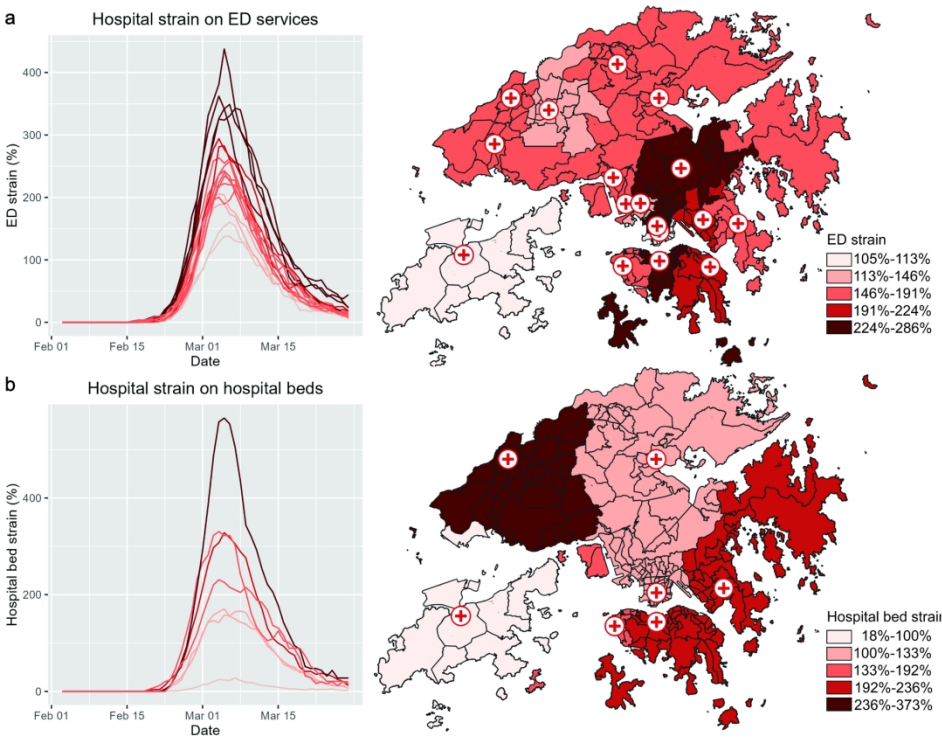 a
Hospital strain on ED services
ED strain (%)
400
300
200
100
0
Feb 01
Feb 15
Mar 01
Mar 15
Date
ED strain
105%-113%
113%-146%
146%-191%
191%-224%
224%-286%
b
Hospital strain on hospital beds
Hospital bed strain (%)
400
200
0
Feb 01
Feb 15
Mar 01
Mar 15
Date
Hospital bed strain
18%-100%
100%-133%
133%-192%
192%-236%
236%-373%